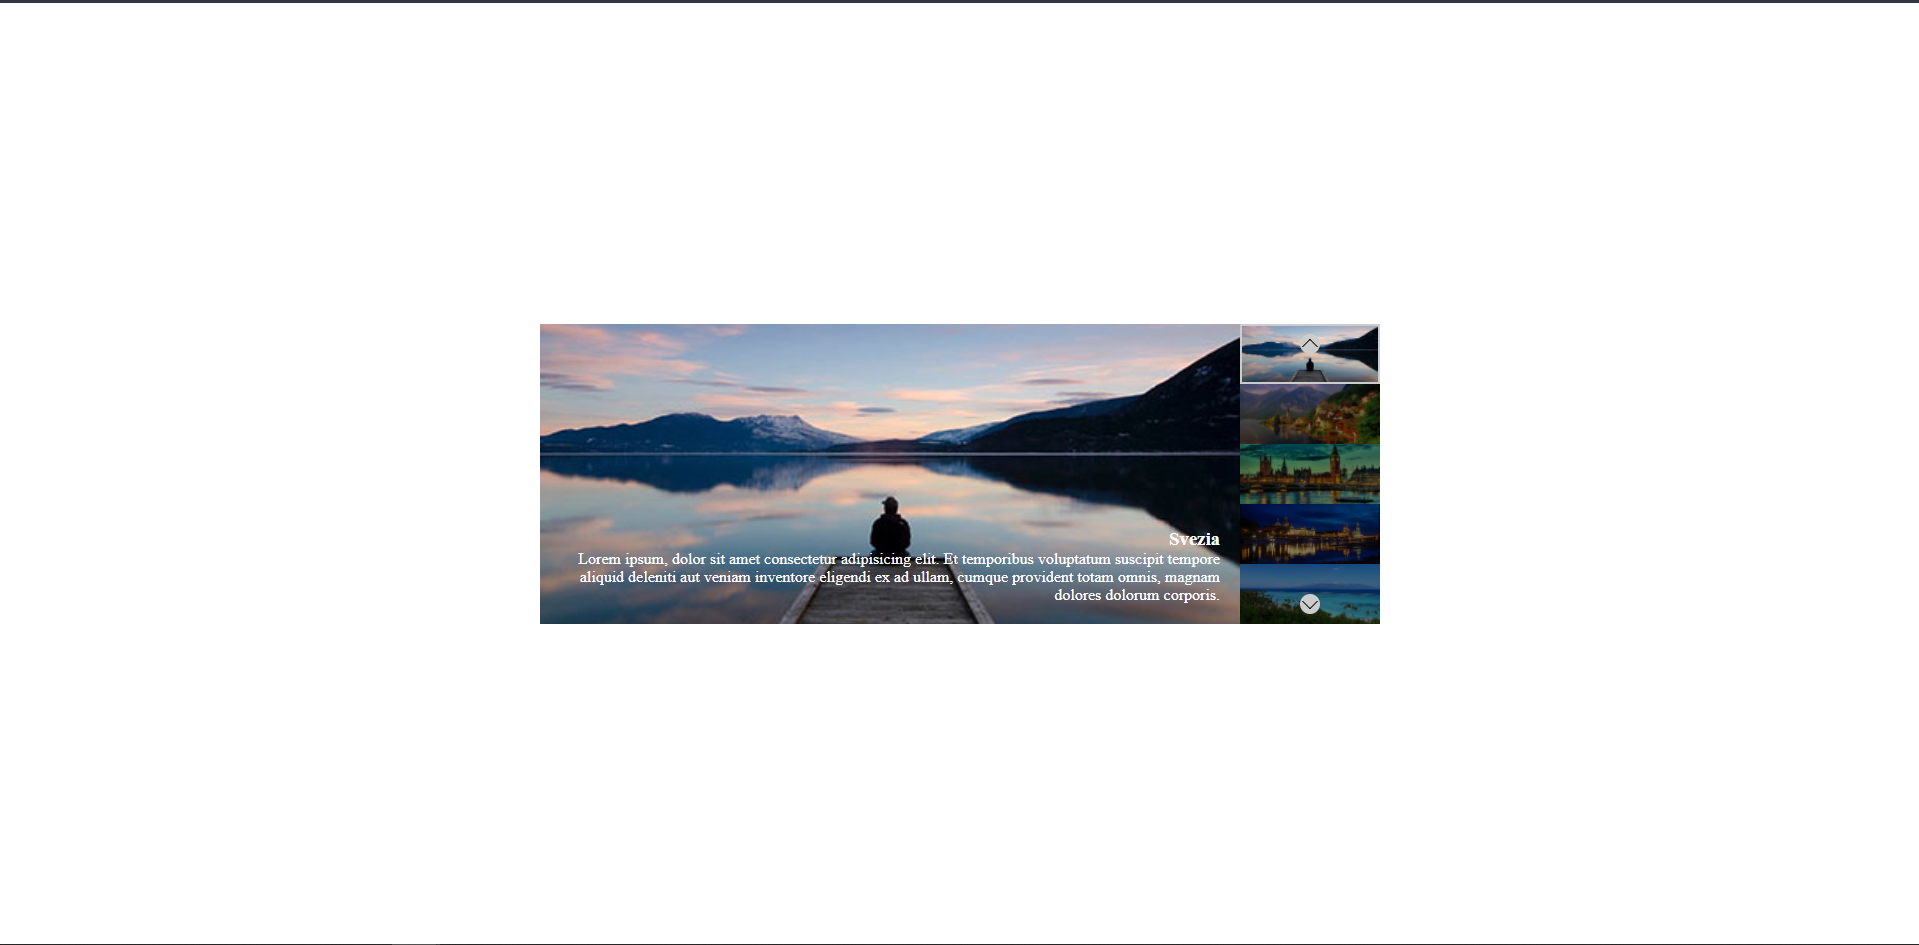 Svezia
Lorem ipsum, dolor sit amet consectetur adipisicing elit. Et temporibus voluptatum suscipit tempore
aliquid deleniti aut veniam inventore eligendi ex ad ullam, cumque provident totam omnis, magnam
dolores dolorum corporis.